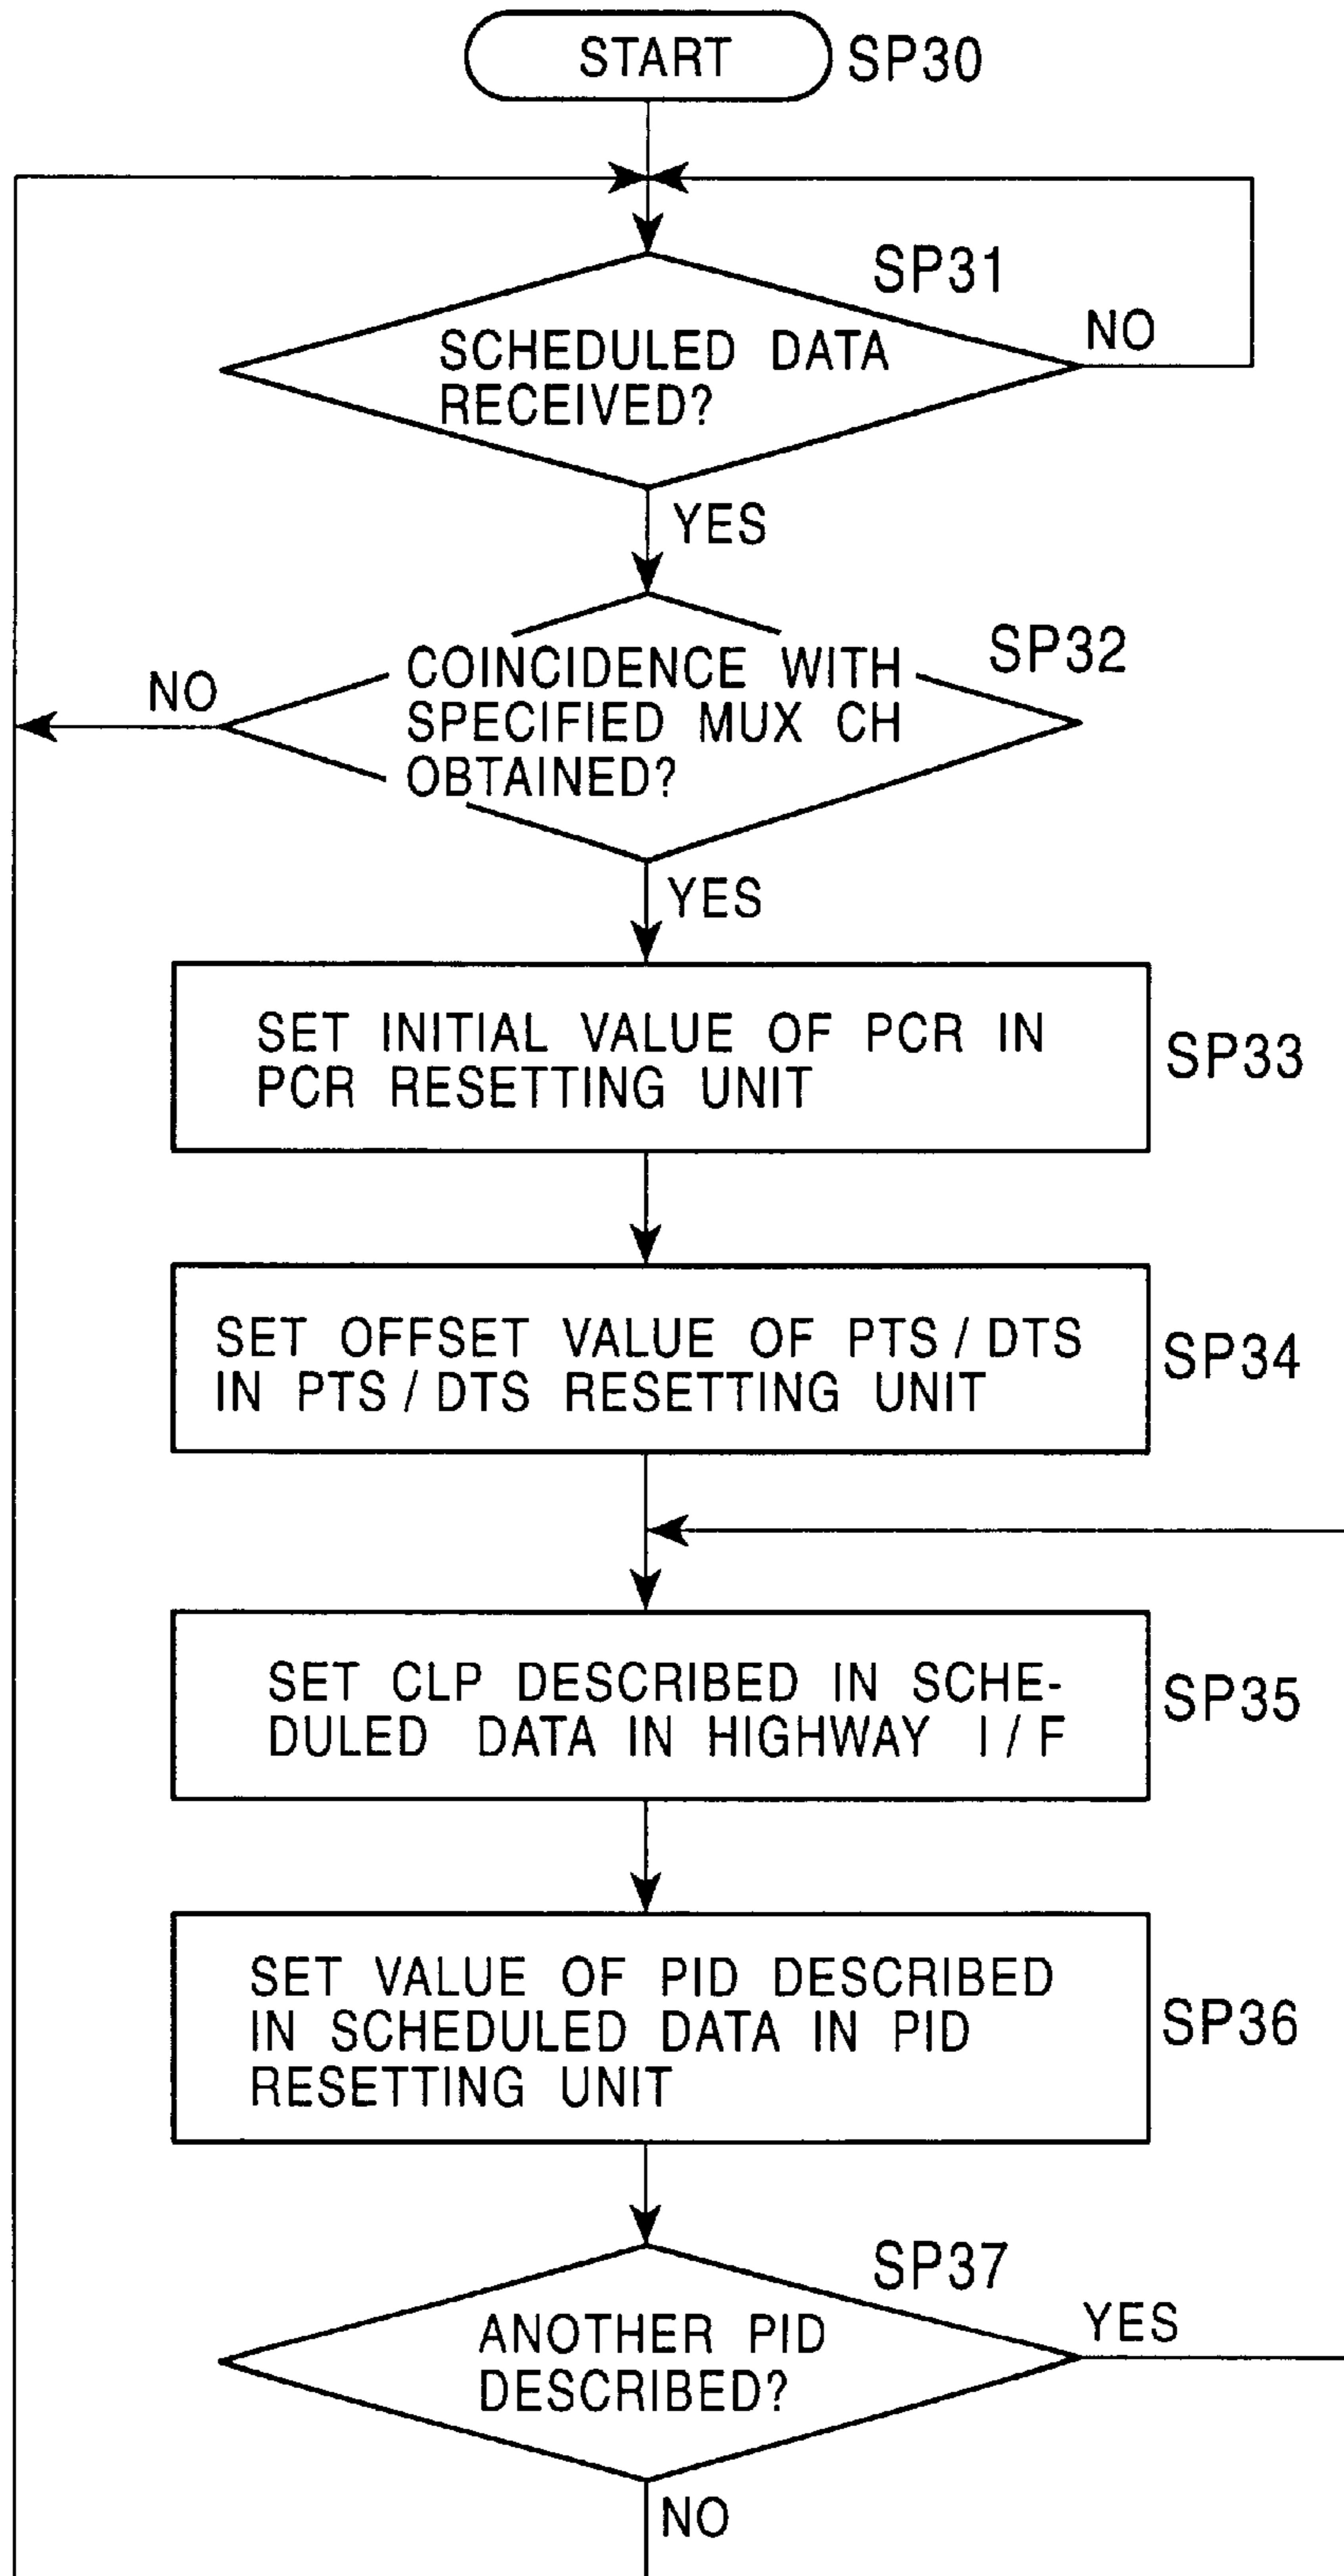 START
SP30
SP31
SCHEDULED DATA
RECEIVED?
NO
YES
SP32
COINCIDENCE WITH
SPECIFIED MUX CH
OBTAINED?
NO
YES
SET INITIAL VALUE OF PCR IN
PCR RESETTING UNIT
SP33
SET OFFSET VALUE OF PTS / DTS
IN PTS / DTS RESETTING UNIT
SP34
SET CLP DESCRIBED IN SCHE-
DULED DATA IN HIGHWAY I / F
SP35
SET VALUE OF PID DESCRIBED
IN SCHEDULED DATA IN PID
RESETTING UNIT
SP36
SP37
ANOTHER PID
DESCRIBED?
YES
NO